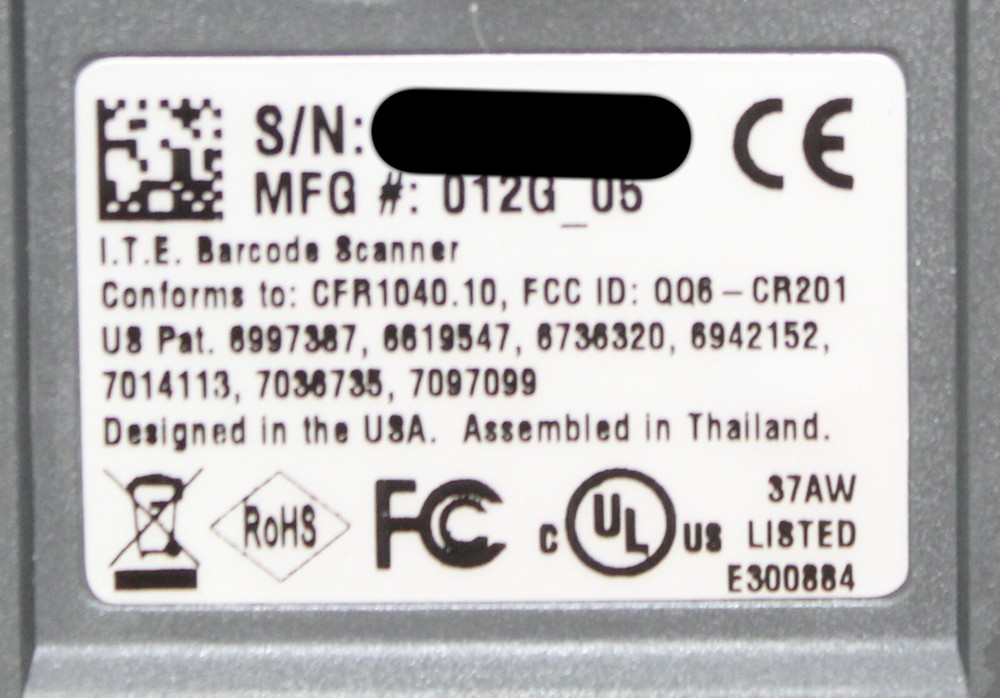 S/N:
MFG #: 012G_05
CE
I.T.E. Barcode Scanner
Conforms to: CFR1040.10, FCC ID: QQ6-CR201
US Pat. 6997387, 6619547, 6736320, 6942152,
7014113, 7036735, 7097099
Designed in the USA. Assembled in Thailand.
RoHS
FC
C UL US
37AW
LISTED
E300884